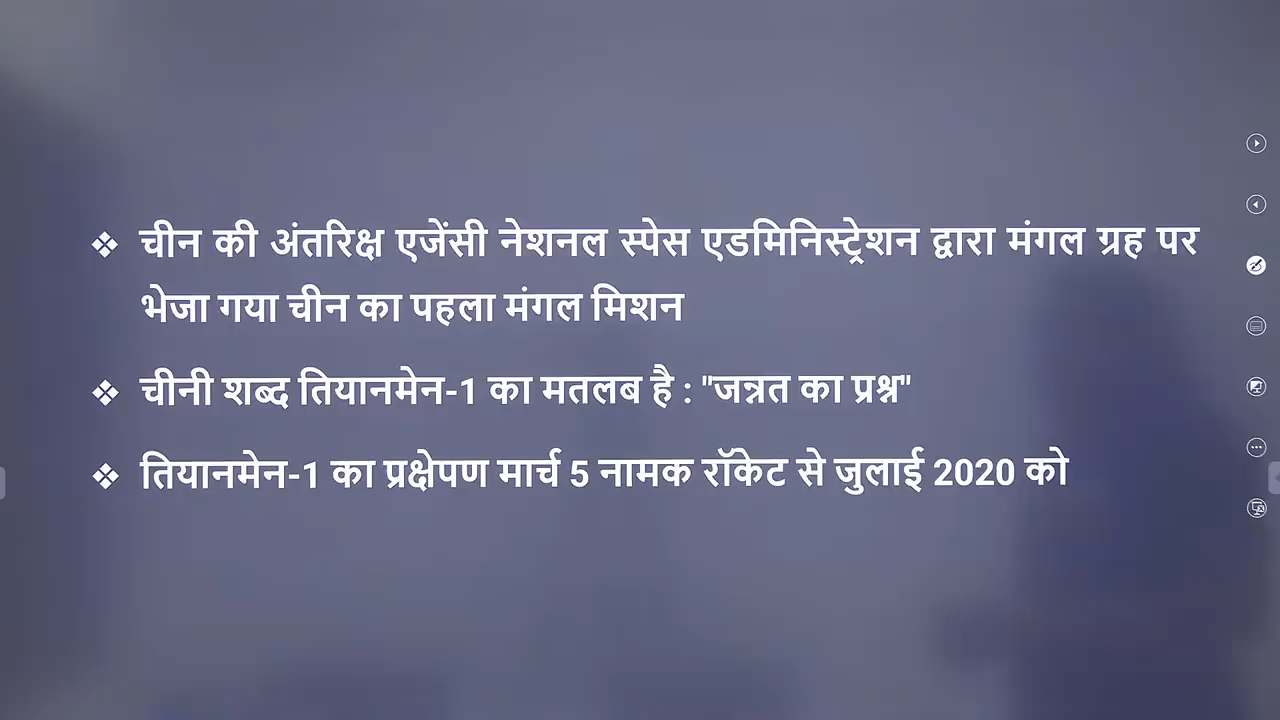 ❖ चीन की अंतरिक्ष एजेंसी नेशनल स्पेस एडमिनिस्ट्रेशन द्वारा मंगल ग्रह पर
भेजा गया चीन का पहला मंगल मिशन
❖ चीनी शब्द तियानमेन-1 का मतलब है : "जन्नत का प्रश्न"
❖ तियानमेन-1 का प्रक्षेपण मार्च 5 नामक रॉकेट से जुलाई 2020 को